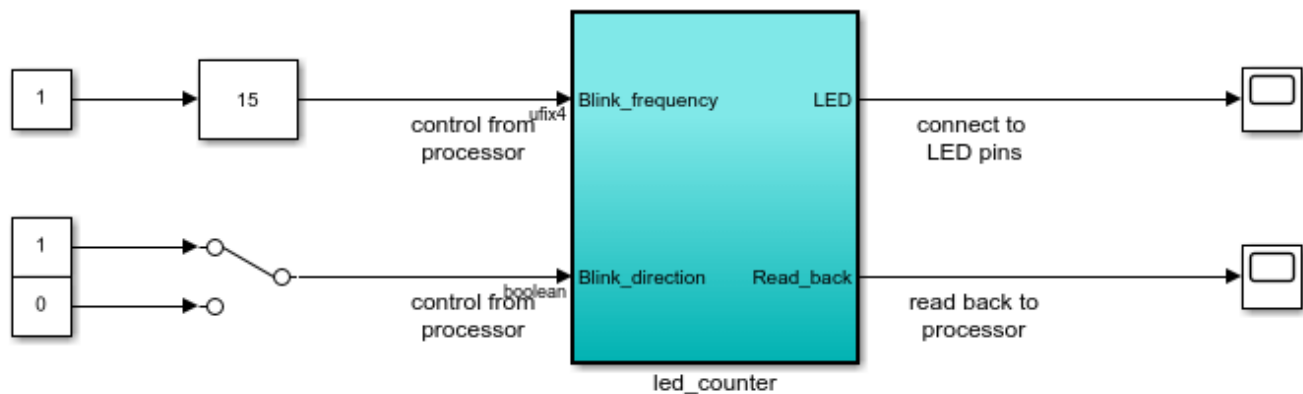 1
15
Blink_frequency
LED
ufix4
control from
processor
connect to
LED pins
1
0
Blink_direction
Read_back
boolean
control from
processor
read back to
processor
led_counter